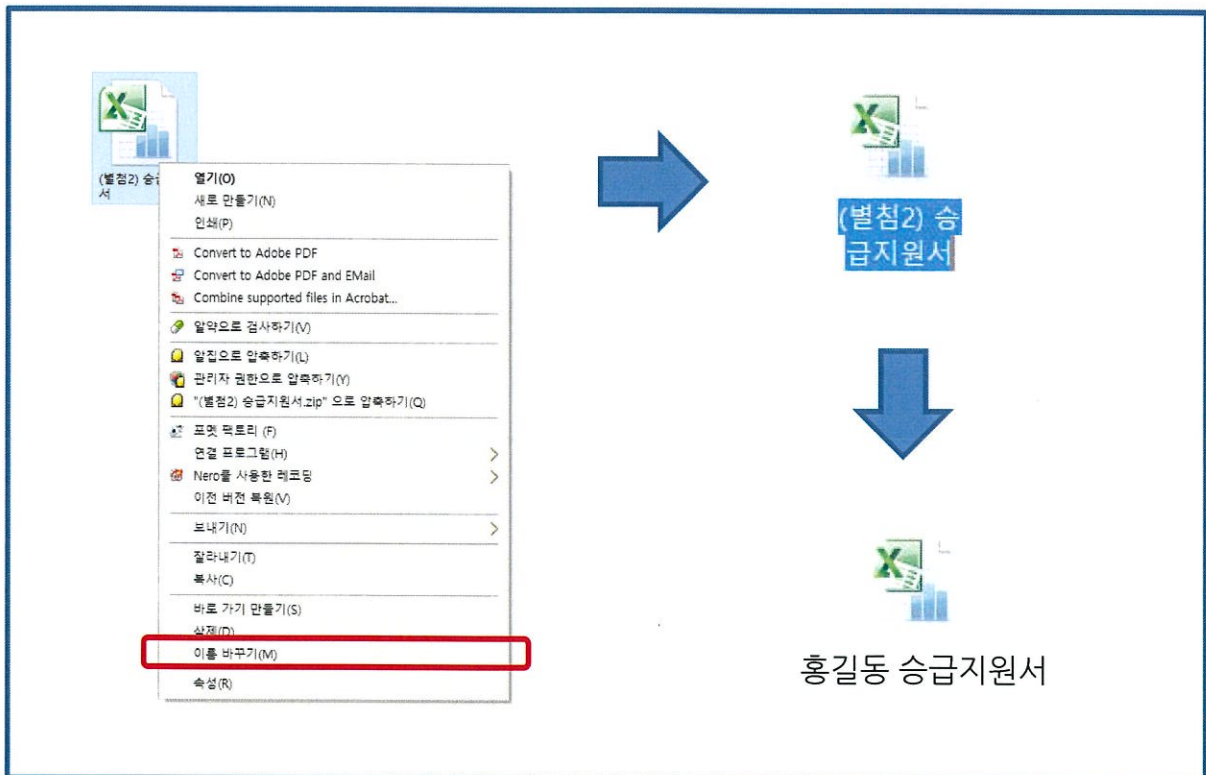 (별첨2) 승
서
열기(O)
새로 만들기(N)
인쇄(P)
Convert to Adobe PDF
Convert to Adobe PDF and EMail
Combine supported files in Acrobat...
알약으로 검사하기(V)
알집으로 압축하기(L)
관리자 권한으로 압축하기(Y)
"(별첨2) 승급지원서.zip" 으로 압축하기(Q)
포맷 팩토리 (F)
연결 프로그램(H)
Nero를 사용한 레코딩
이전 버전 복원(V)
보내기(N)
잘라내기(T)
복사(C)
바로 가기 만들기(S)
삭제(D)
이름 바꾸기(M)
속성(R)
(별첨2) 승
급지원서
홍길동 승급지원서